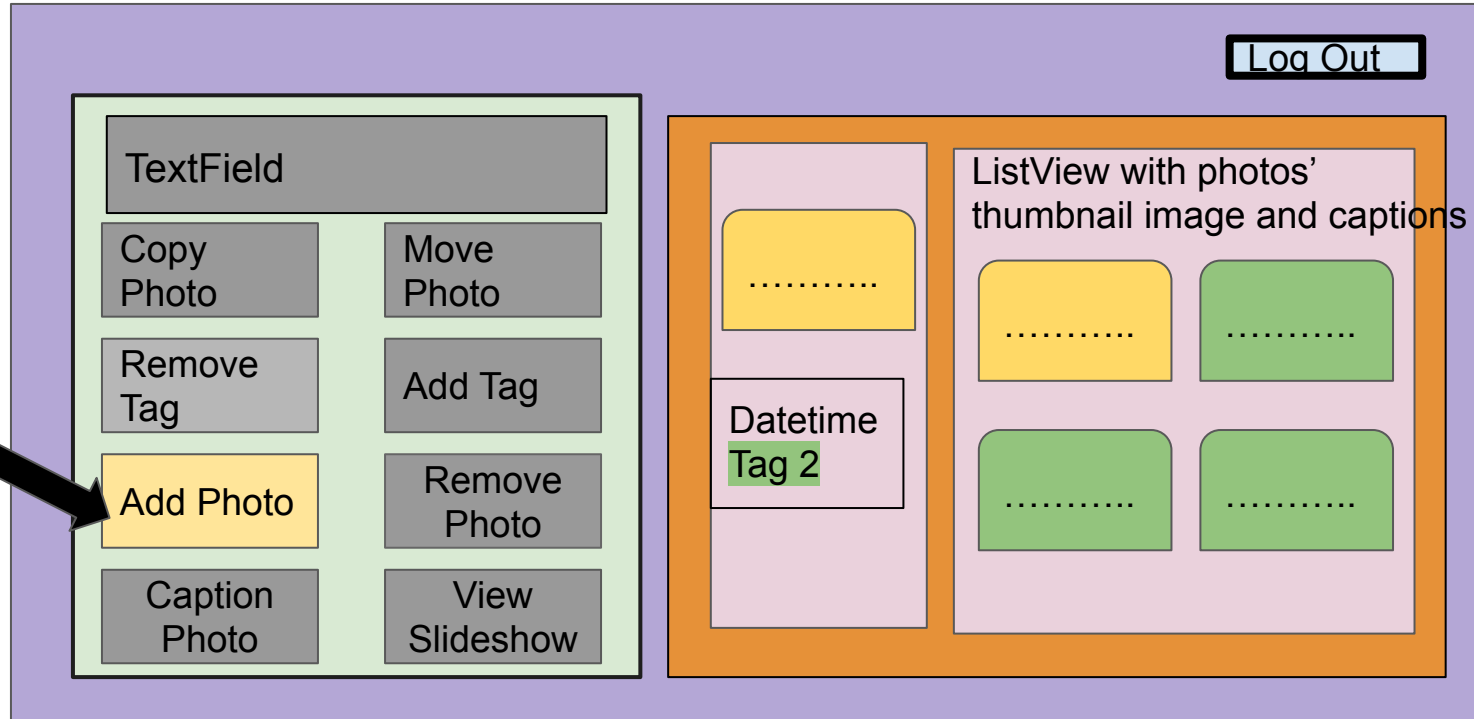 Log Out
TextField
Copy
Photo
Move
Photo
Remove
Tag
Add Tag
Add Photo
Remove
Photo
Caption
Photo
View
Slideshow
………..
Datetime
Tag 2
ListView with photos’
thumbnail image and captions
………..
………..
………..
………..